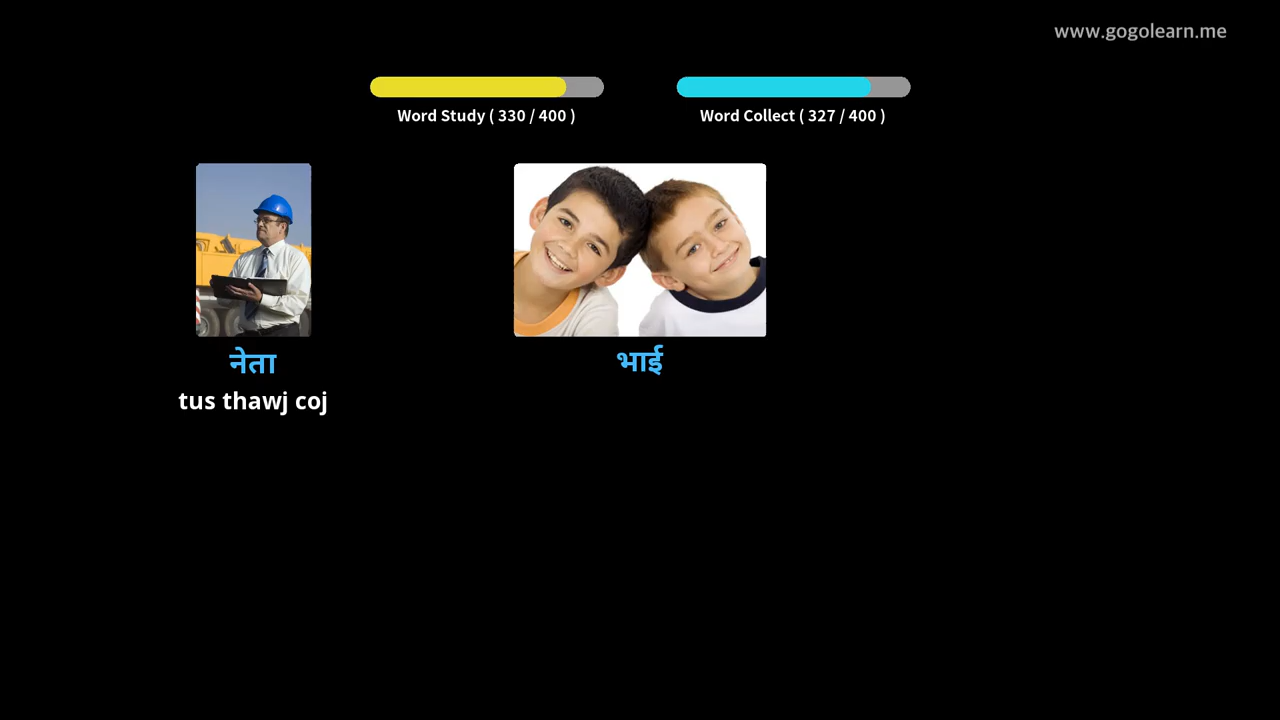 www.gogolearn.me
Word Study ( 330 / 400 )
Word Collect ( 327 / 400 )
नेता
tus thawj coj
भाई